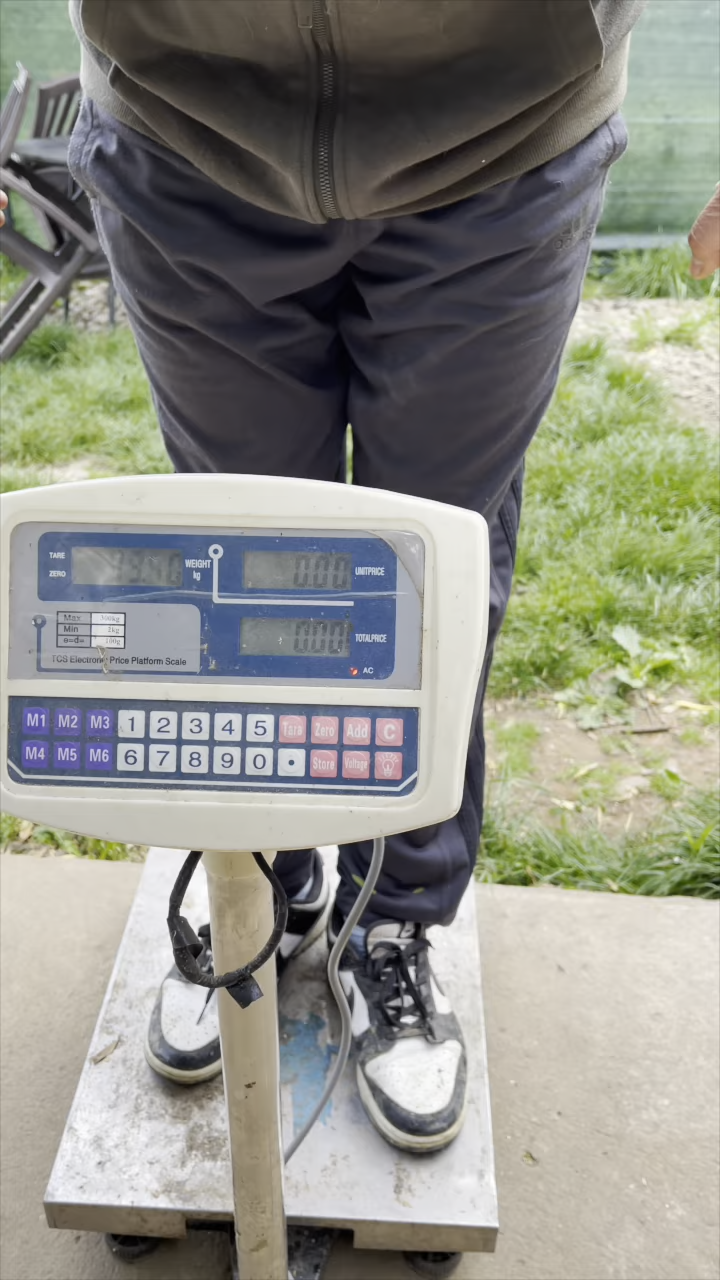 TARE
ZERO
WEIGHT
kg
0.00
UNITPRICE
Max 300kg
Min 2kg
e=d= 100g
0.00
TOTALPRICE
TCS Electronic Price Platform Scale
AC
M1 M2 M3 1 2 3 4 5 Tara Zero Add C
M4 M5 M6 6 7 8 9 0 • Store Voltage
adidas